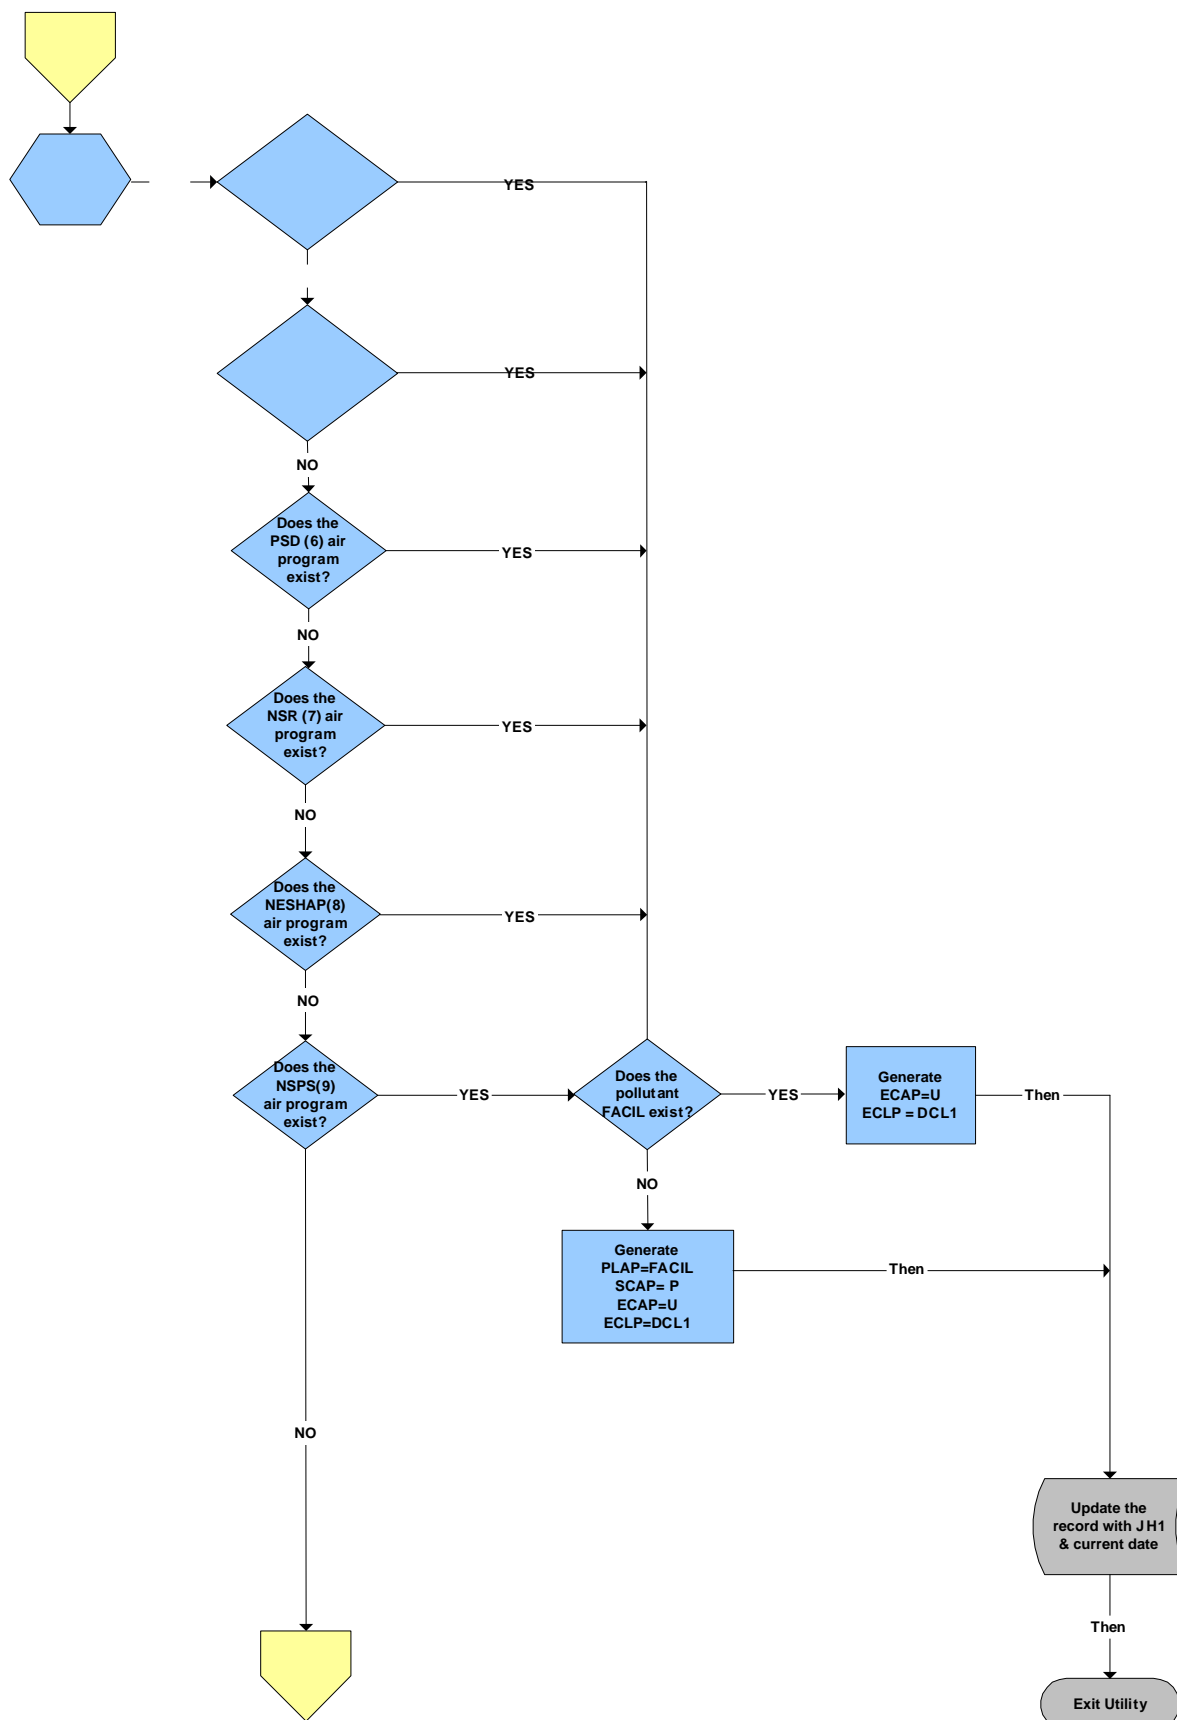 YES
YES
NO
Does the
PSD (6) air
program
exist?
YES
NO
Does the
NSR (7) air
program
exist?
YES
NO
Does the
NESHAP(8)
air program
exist?
YES
NO
Does the
NSPS(9)
air program
exist?
YES
Does the
pollutant
FACIL exist?
YES
Generate
ECAP=U
ECLP = DCL1
Then
NO
Generate
PLAP=FACIL
SCAP= P
ECAP=U
ECLP=DCL1
Then
NO
Update the
record with JH1
& current date
Then
Exit Utility